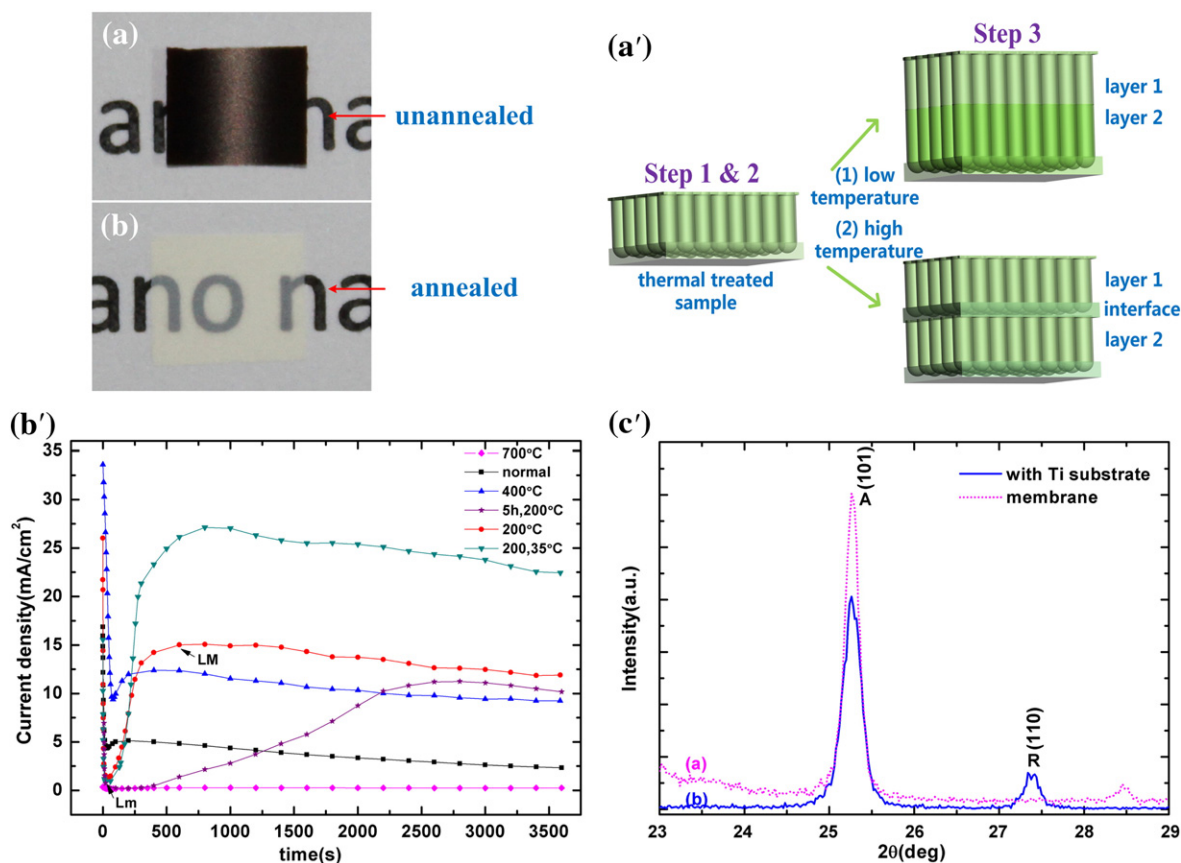 (a)
ano na
unannealed
(b)
ano na
annealed
(a′)
Step 1 & 2
thermal treated
sample
(1) low
temperature
(2) high
temperature
Step 3
layer 1
layer 2
layer 1
interface
layer 2
(b′)
Current density(mA/cm²)
35
30
25
20
15
10
5
0
0 500 1000 1500 2000 2500 3000 3500
time(s)
700°C
normal
400°C
5h,200°C
200°C
200,35°C
LM
Lm
(c′)
Intensity(a.u.)
A (101)
R (110)
with Ti substrate
membrane
(a)
(b)
23 24 25 26 27 28 29
2θ(deg)